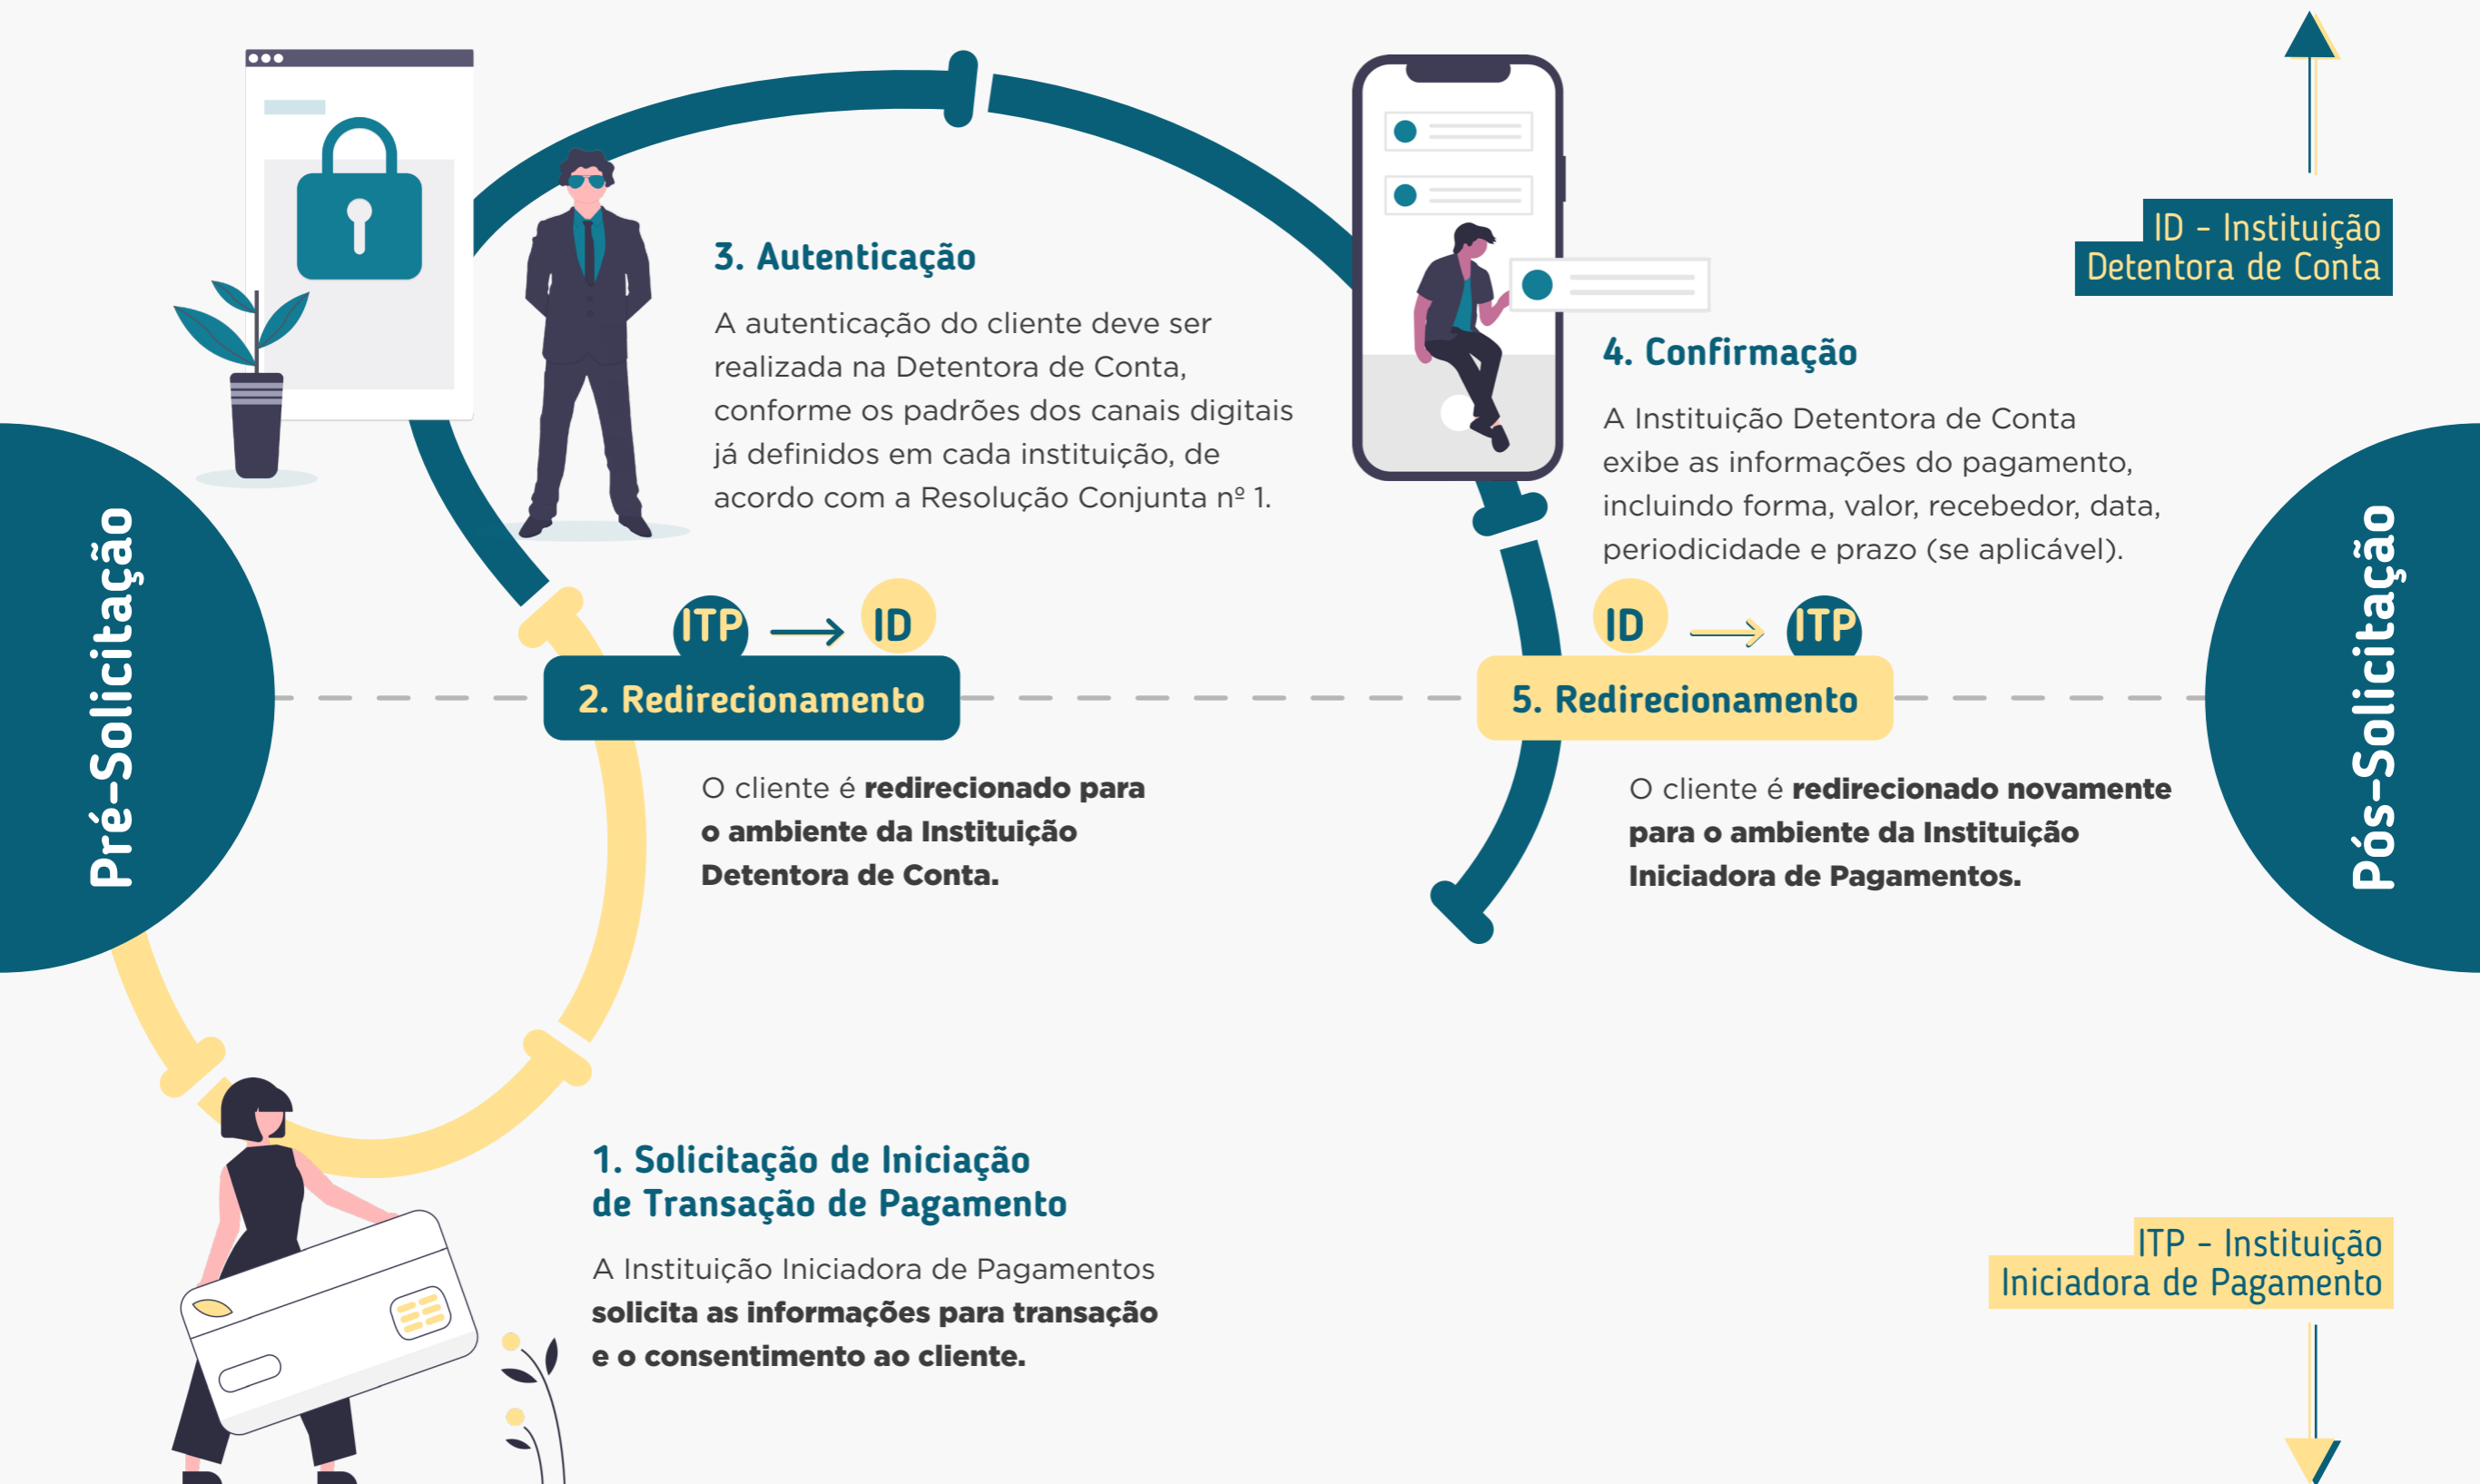 Pré-Solicitação
1. Solicitação de Iniciação
de Transação de Pagamento
A Instituição Iniciadora de Pagamentos
solicita as informações para transação
e o consentimento ao cliente.
ITP
ID
2. Redirecionamento
O cliente é redirecionado para
o ambiente da Instituição
Detentora de Conta.
3. Autenticação
A autenticação do cliente deve ser
realizada na Detentora de Conta,
conforme os padrões dos canais digitais
já definidos em cada instituição, de
acordo com a Resolução Conjunta nº 1.
4. Confirmação
A Instituição Detentora de Conta
exibe as informações do pagamento,
incluindo forma, valor, recebedor, data,
periodicidade e prazo (se aplicável).
ID
ITP
5. Redirecionamento
O cliente é redirecionado novamente
para o ambiente da Instituição
Iniciadora de Pagamentos.
Pós-Solicitação
ID - Instituição
Detentora de Conta
ITP - Instituição
Iniciadora de Pagamento